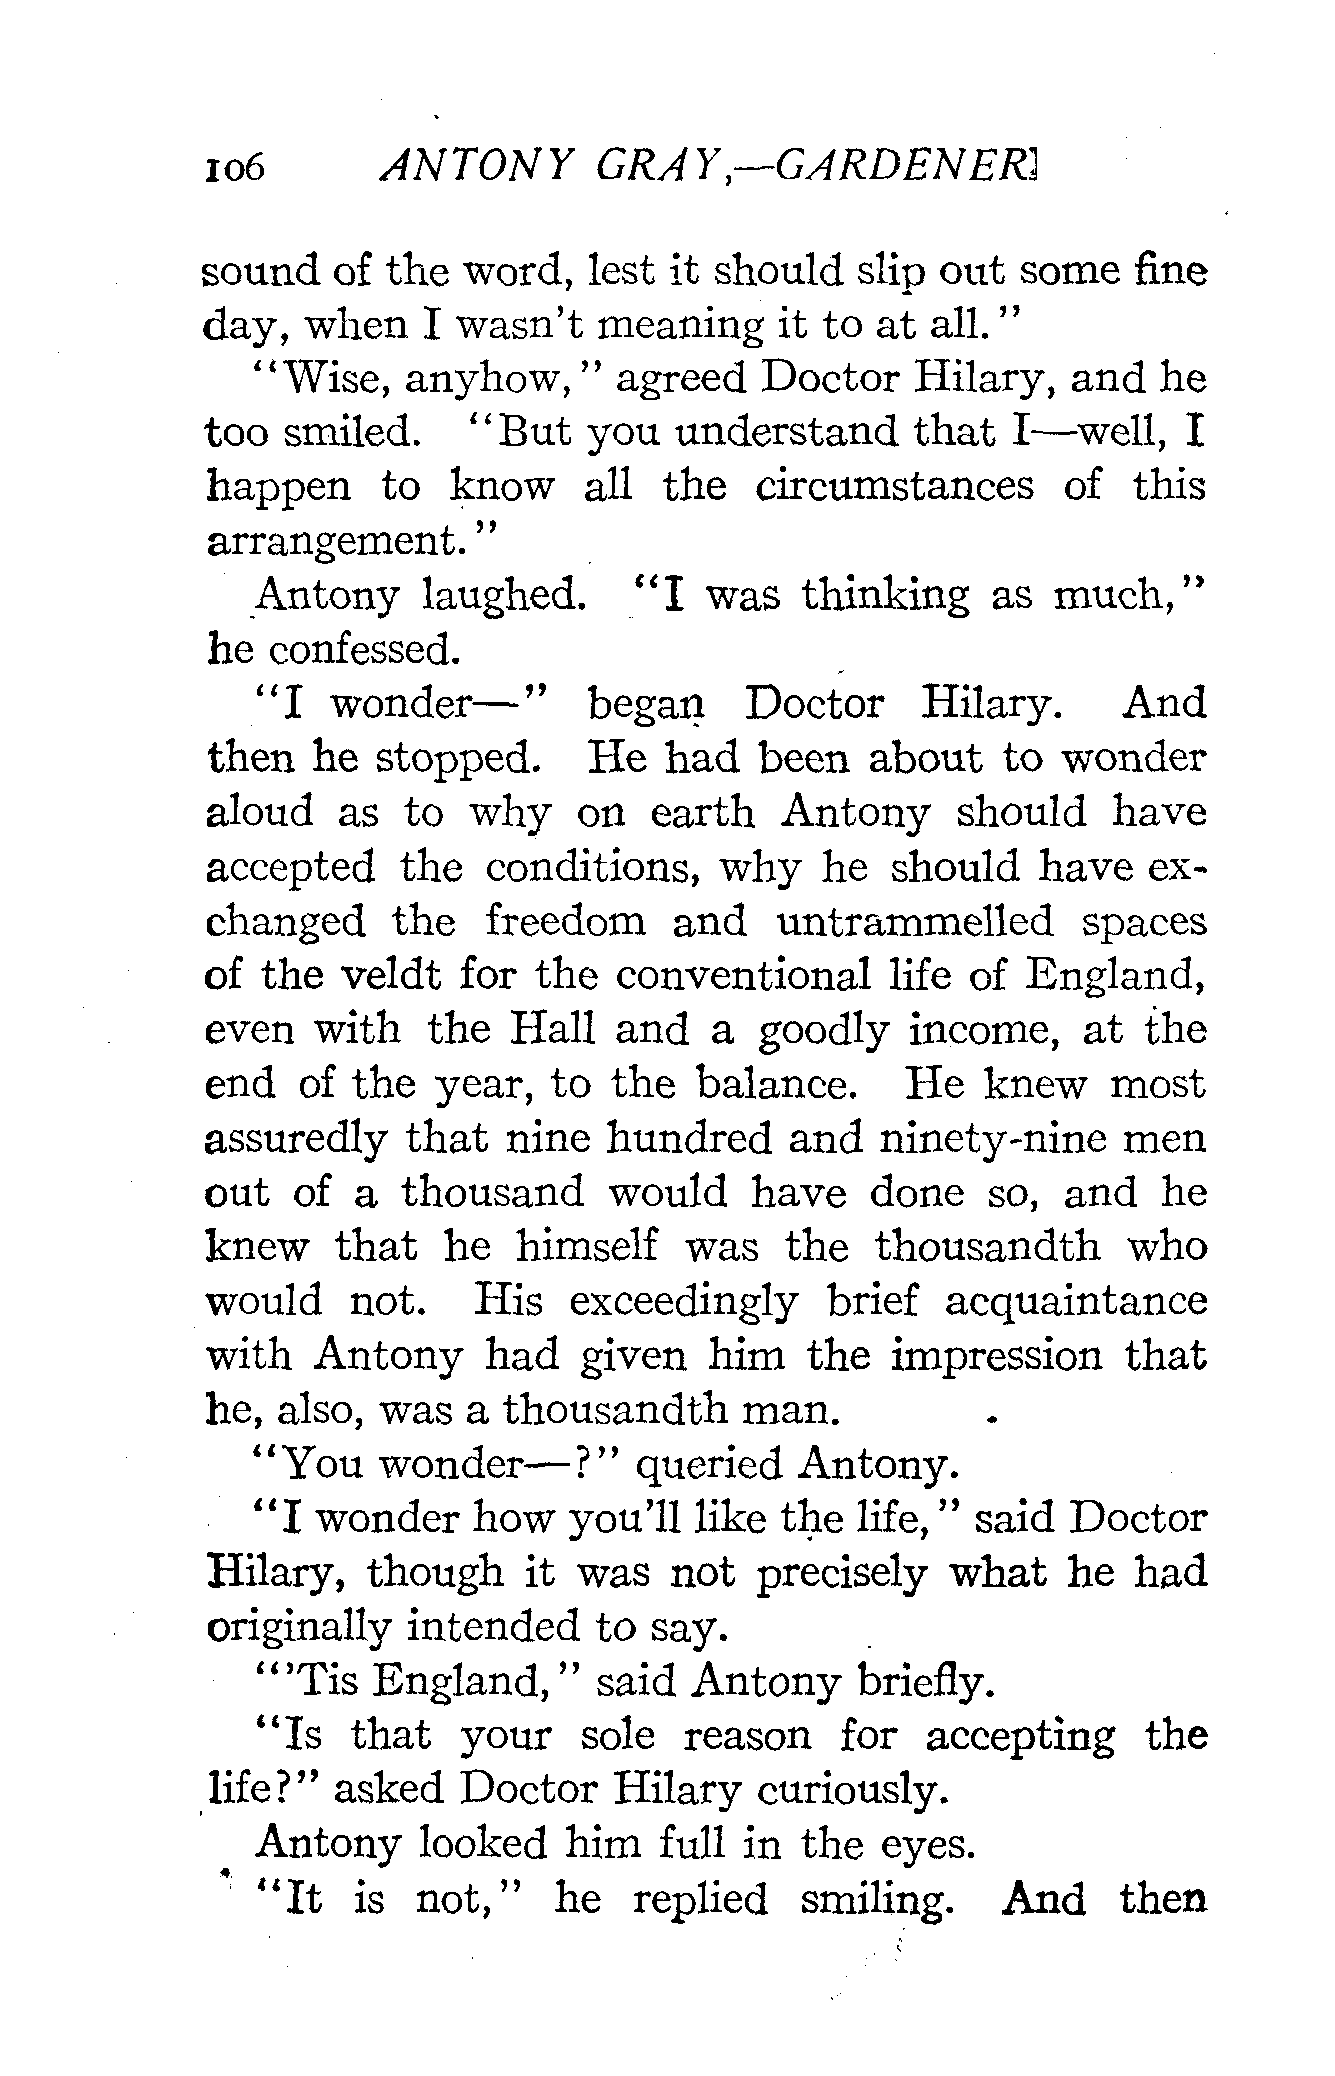 106 ANTONY GRAY,—GARDENER]
sound of the word, lest it should slip out some fine
day, when I wasn't meaning it to at all."
"Wise, anyhow," agreed Doctor Hilary, and he
too smiled. "But you understand that I—well, I
happen to know all the circumstances of this
arrangement."
Antony laughed. "I was thinking as much,"
he confessed.
"I wonder—" began Doctor Hilary. And
then he stopped. He had been about to wonder
aloud as to why on earth Antony should have
accepted the conditions, why he should have ex-
changed the freedom and untrammelled spaces
of the veldt for the conventional life of England,
even with the Hall and a goodly income, at the
end of the year, to the balance. He knew most
assuredly that nine hundred and ninety-nine men
out of a thousand would have done so, and he
knew that he himself was the thousandth who
would not. His exceedingly brief acquaintance
with Antony had given him the impression that
he, also, was a thousandth man.
"You wonder—?" queried Antony.
"I wonder how you'll like the life," said Doctor
Hilary, though it was not precisely what he had
originally intended to say.
"'Tis England," said Antony briefly.
"Is that your sole reason for accepting the
life?" asked Doctor Hilary curiously.
Antony looked him full in the eyes.
"It is not," he replied smiling. And then